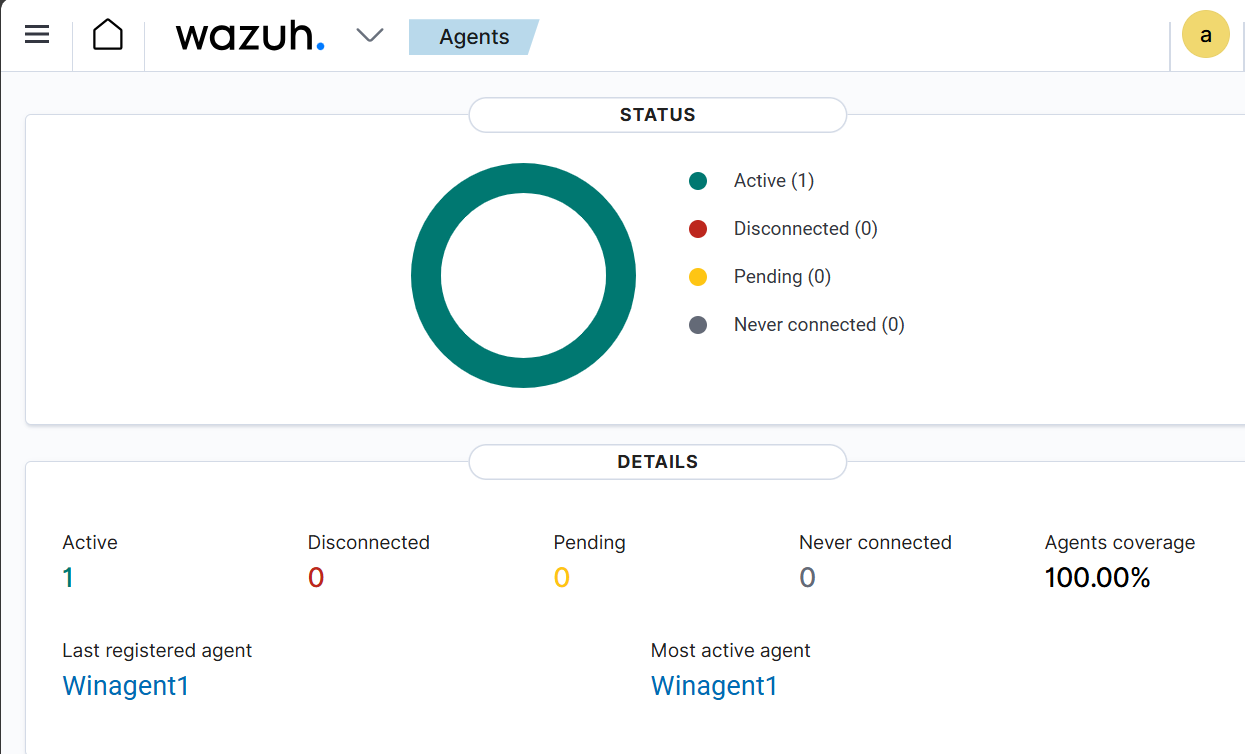 wazuh.
Agents
a
STATUS
Active (1)
Disconnected (0)
Pending (0)
Never connected (0)
DETAILS
Active
Disconnected
Pending
Never connected
Agents coverage
1
0
0
0
100.00%
Last registered agent
Most active agent
Winagent1
Winagent1